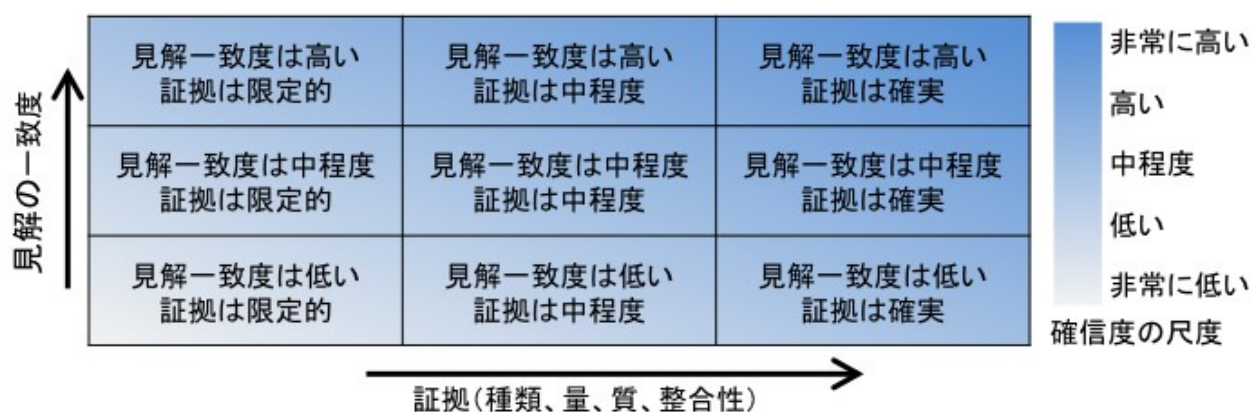 見解一致度は高い
証拠は限定的
見解一致度は高い
証拠は中程度
見解一致度は高い
証拠は確実
見解一致度は中程度
証拠は限定的
見解一致度は中程度
証拠は中程度
見解一致度は中程度
証拠は確実
見解一致度は低い
証拠は限定的
見解一致度は低い
証拠は中程度
見解一致度は低い
証拠は確実
見解の一致度
証拠(種類、量、質、整合性)
非常に高い
高い
中程度
低い
非常に低い
確信度の尺度